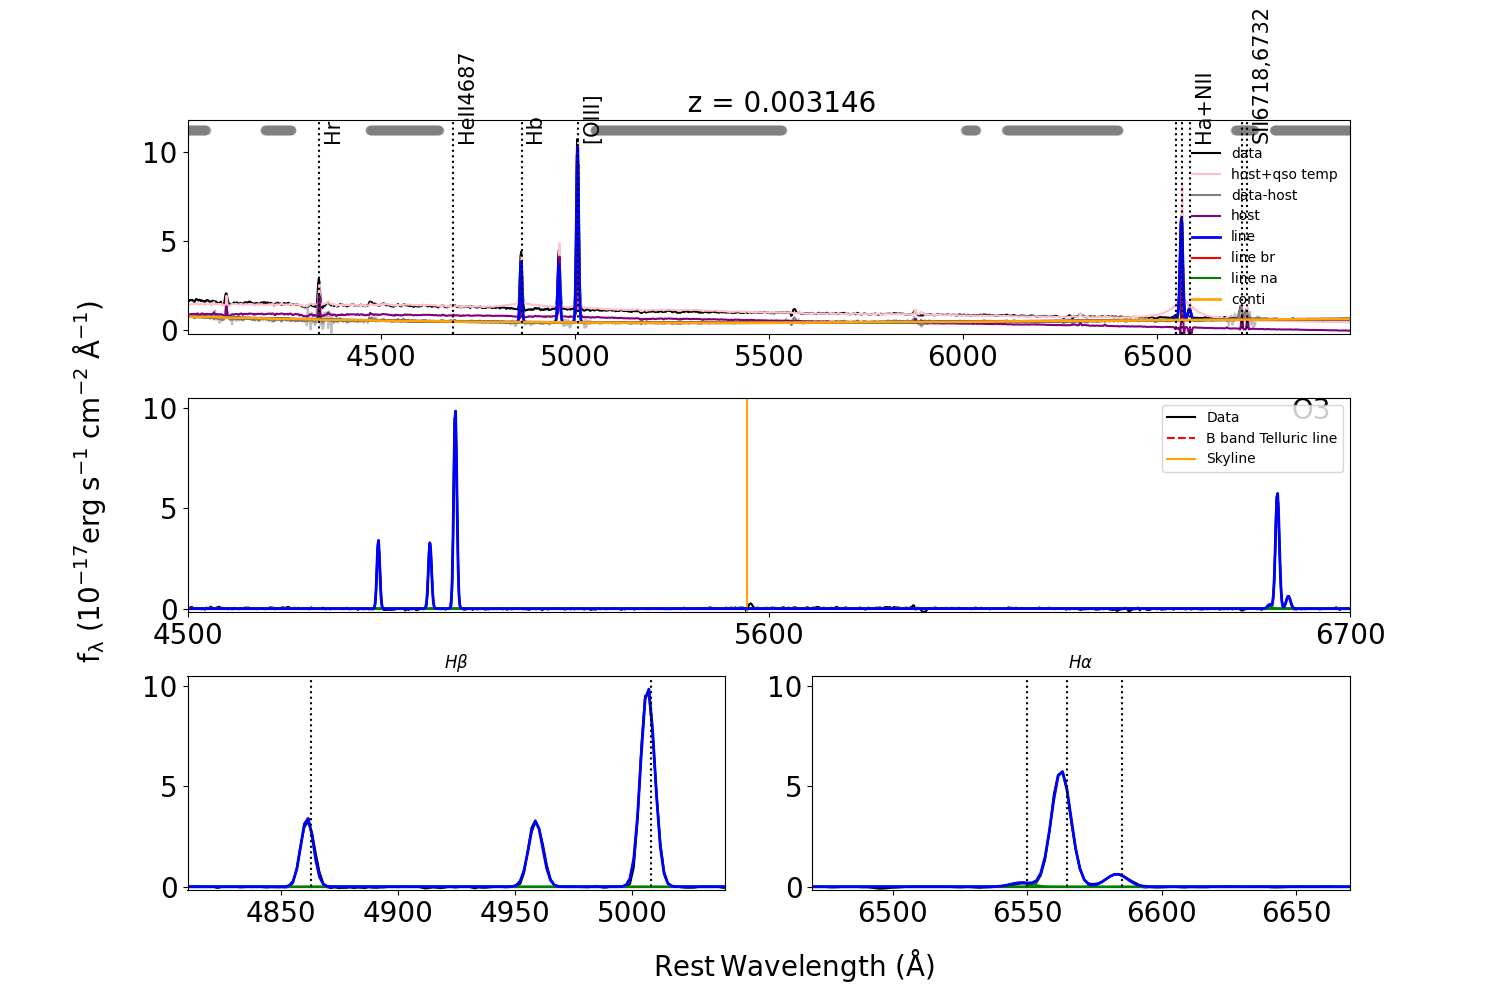 z = 0.003146
Hr
HeII4687
Hb
[OIII]
Ha+NII
SII6718,6732
10
5
0
data
host+qso temp
data-host
host
line
line br
line na
conti
4500 5000 5500 6000 6500
fλ (10⁻¹⁷erg s⁻¹ cm⁻² Å⁻¹)
10
5
0
O3
Data
B band Telluric line
Skyline
4500 5600 6700
Hβ
10
5
0
4850 4900 4950 5000
Hα
10
5
0
6500 6550 6600 6650
Rest Wavelength (Å)